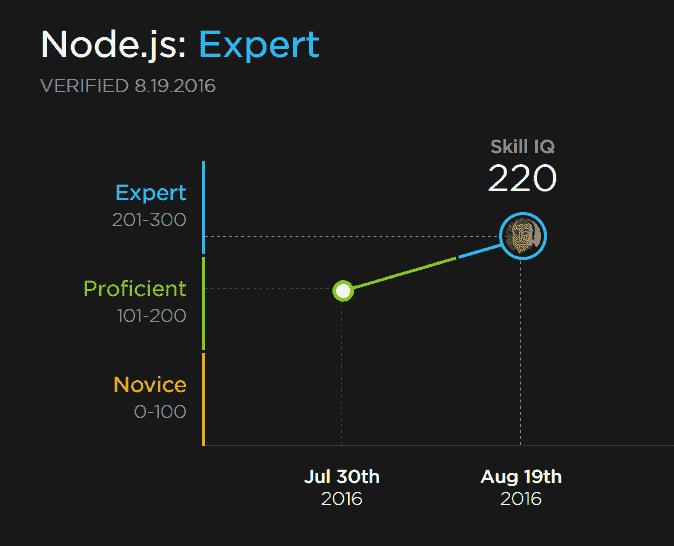 Node.js: Expert
VERIFIED 8.19.2016
Skill IQ
220
Expert
201-300
Proficient
101-200
Novice
0-100
Jul 30th
2016
Aug 19th
2016